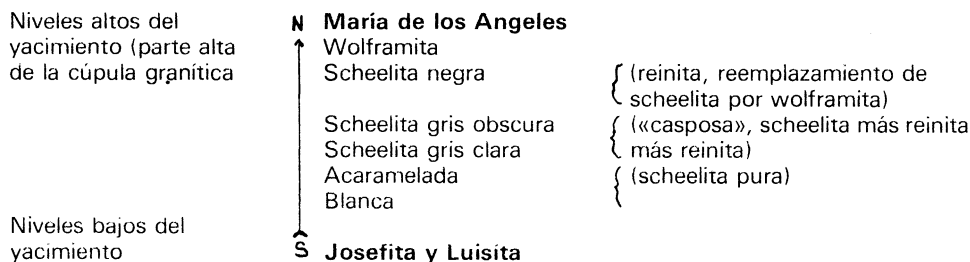 Niveles altos del
yacimiento (parte alta
de la cúpula granítica
N María de los Angeles
Wolframita
Scheelita negra
(reinita, reemplazamiento de
scheelita por wolframita)
Scheelita gris obscura
Scheelita gris clara
(«casposa», scheelita más reinita
más reinita)
Acaramelada
Blanca
(scheelita pura)
Niveles bajos del
yacimiento
S Josefita y Luisita